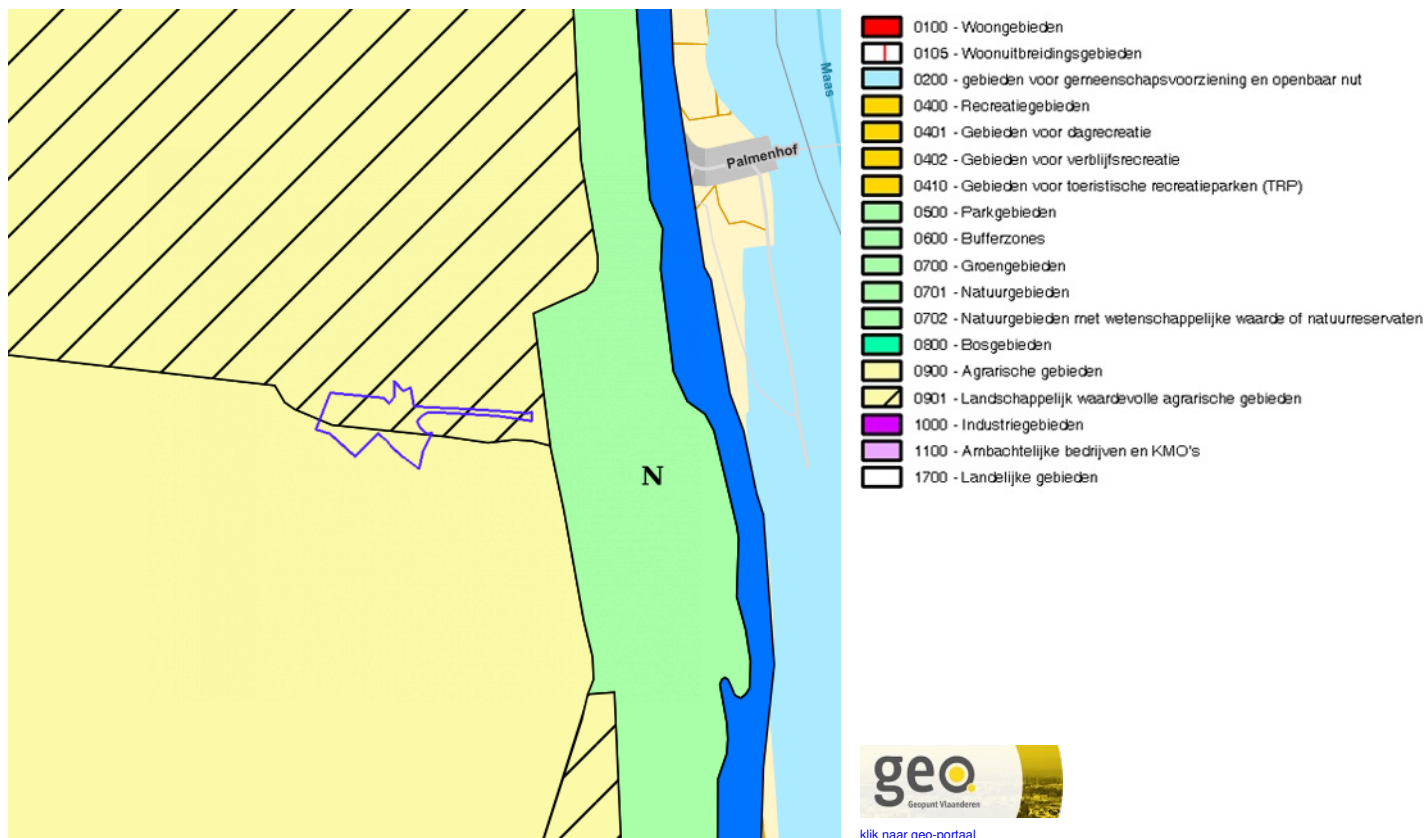 Maas
Palmenhof
N
0100 - Woongebieden
0105 - Woonuitbreidingsgebieden
0200 - gebieden voor gemeenschapsvoorziening en openbaar nut
0400 - Recreatiegebieden
0401 - Gebieden voor dagrecreatie
0402 - Gebieden voor verblijfsrecreatie
0410 - Gebieden voor toeristische recreatieparken (TRP)
0500 - Parkgebieden
0600 - Bufferzones
0700 - Groengebieden
0701 - Natuurgebieden
0702 - Natuurgebieden met wetenschappelijke waarde of natuurreservaten
0800 - Bosgebieden
0900 - Agrarische gebieden
0901 - Landschappelijk waardevolle agrarische gebieden
1000 - Industriegebieden
1100 - Ambachtelijke bedrijven en KMO's
1700 - Landelijke gebieden
geo
Geopunt Vlaanderen
klik naar geo-portaal